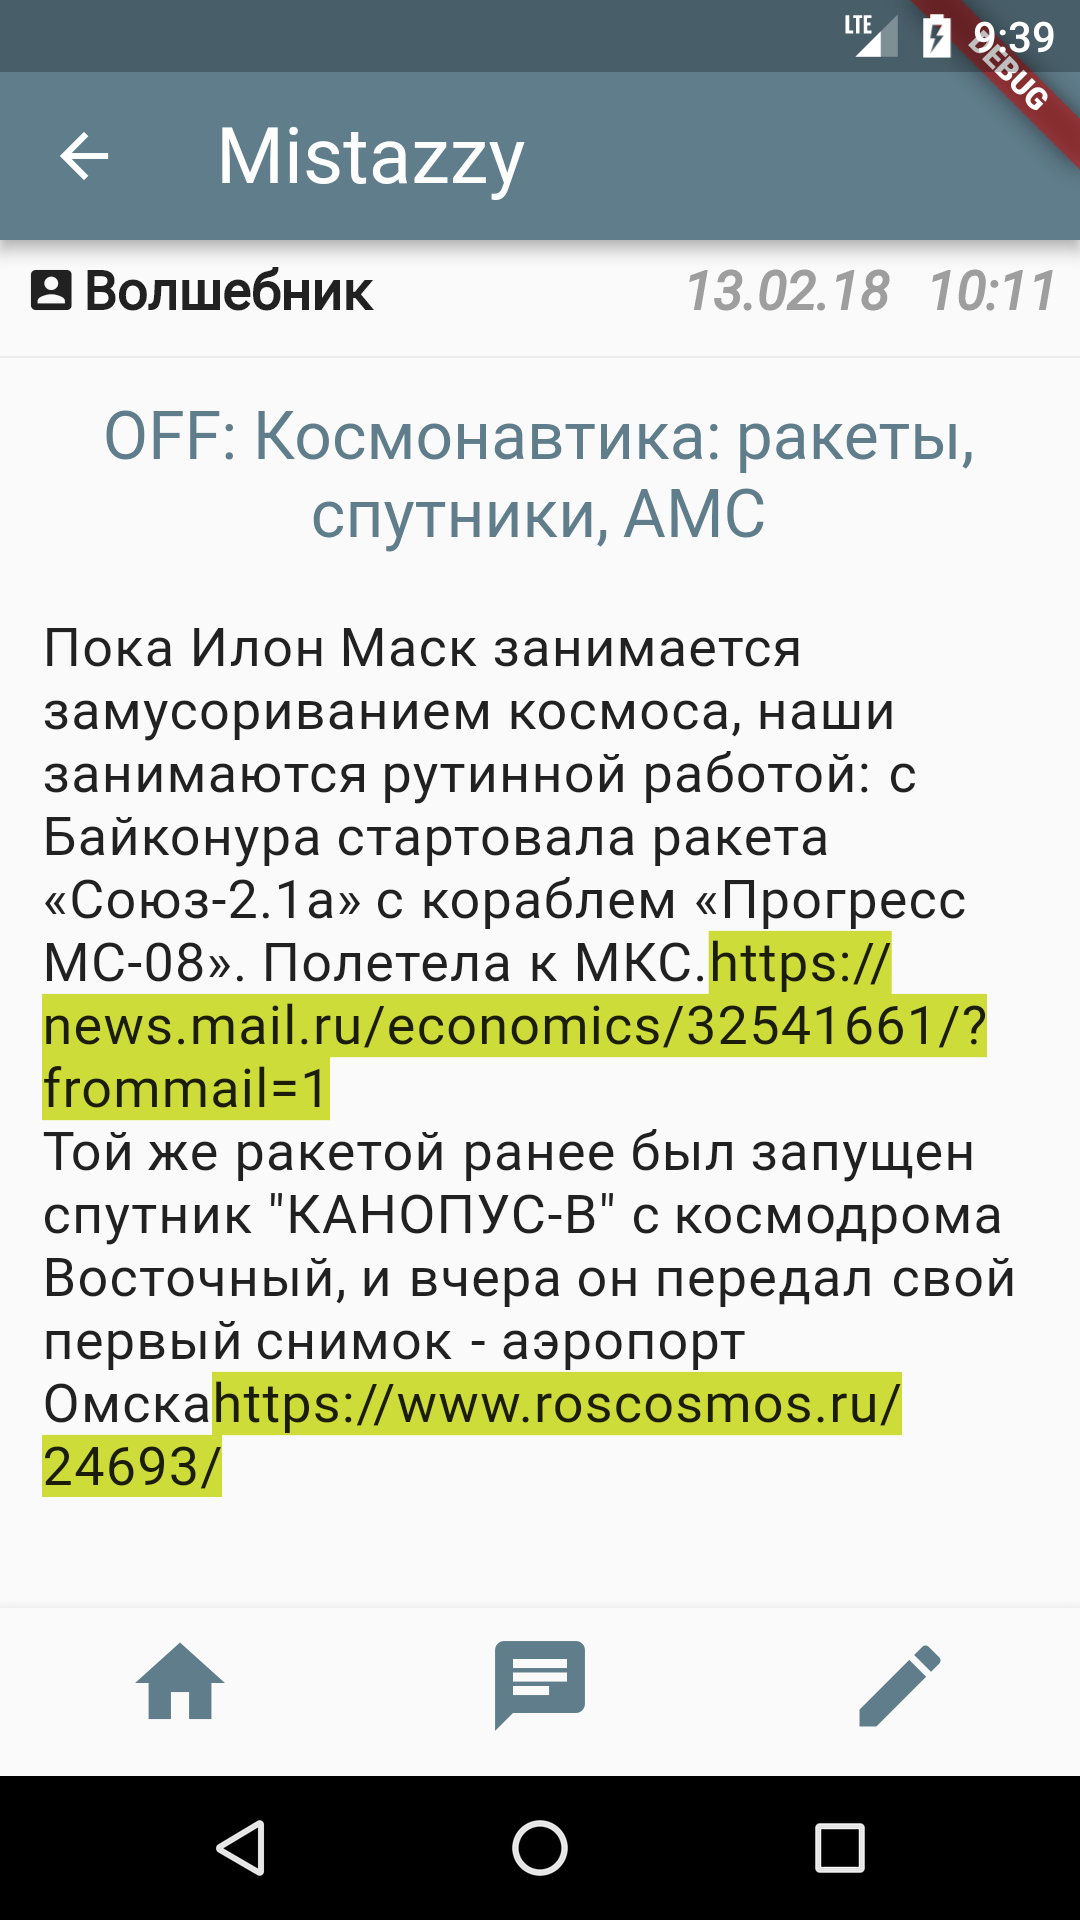 LTE
9:39
DEBUG
Mistazzy
Волшебник 13.02.18 10:11
OFF: Космонавтика: ракеты,
спутники, АМС
Пока Илон Маск занимается
замусориванием космоса, наши
занимаются рутинной работой: с
Байконура стартовала ракета
«Союз-2.1а» с кораблем «Прогресс
МС-08». Полетела к МКС.https://
news.mail.ru/economics/32541661/?
frommail=1
Той же ракетой ранее был запущен
спутник "КАНОПУС-В" с космодрома
Восточный, и вчера он передал свой
первый снимок - аэропорт
Омскаhttps://www.roscosmos.ru/
24693/